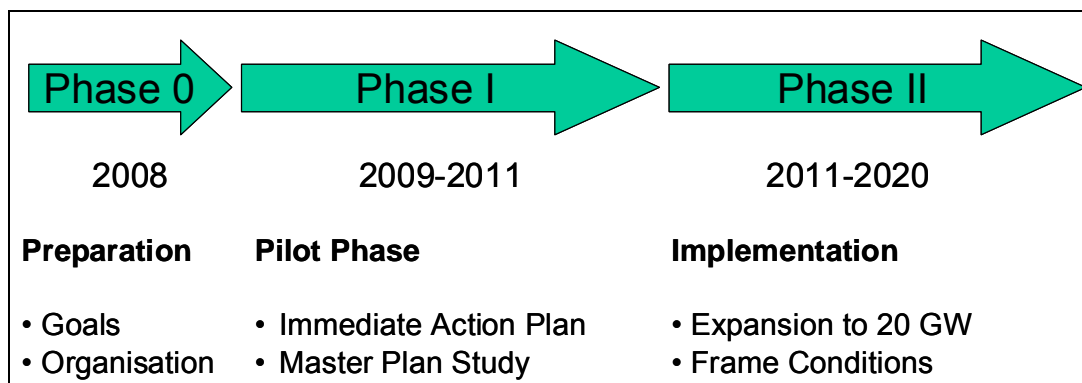 Phase 0
Phase I
Phase II
2008
2009-2011
2011-2020
Preparation
Pilot Phase
Implementation
• Goals
• Immediate Action Plan
• Expansion to 20 GW
• Organisation
• Master Plan Study
• Frame Conditions